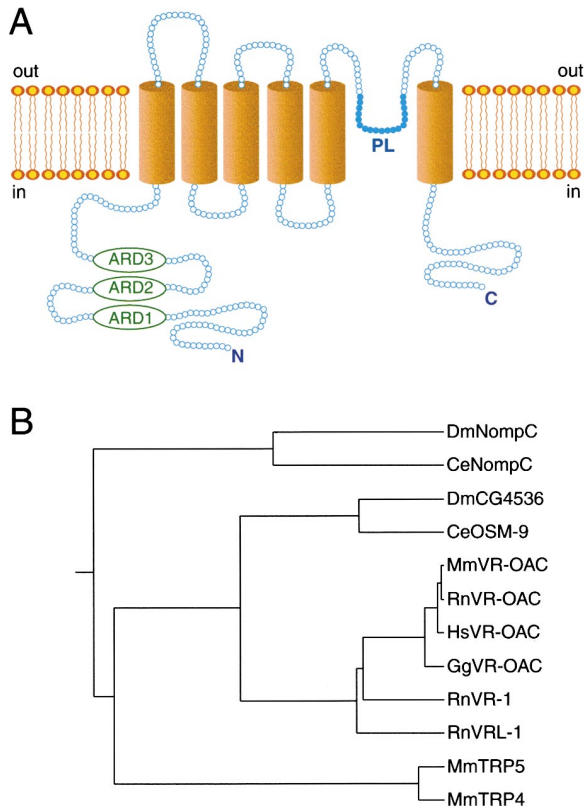 A
out
out
PL
in
in
ARD3
ARD2
ARD1
N
C
B
DmNompC
CeNompC
DmCG4536
CeOSM-9
MmVR-OAC
RnVR-OAC
HsVR-OAC
GgVR-OAC
RnVR-1
RnVRL-1
MmTRP5
MmTRP4